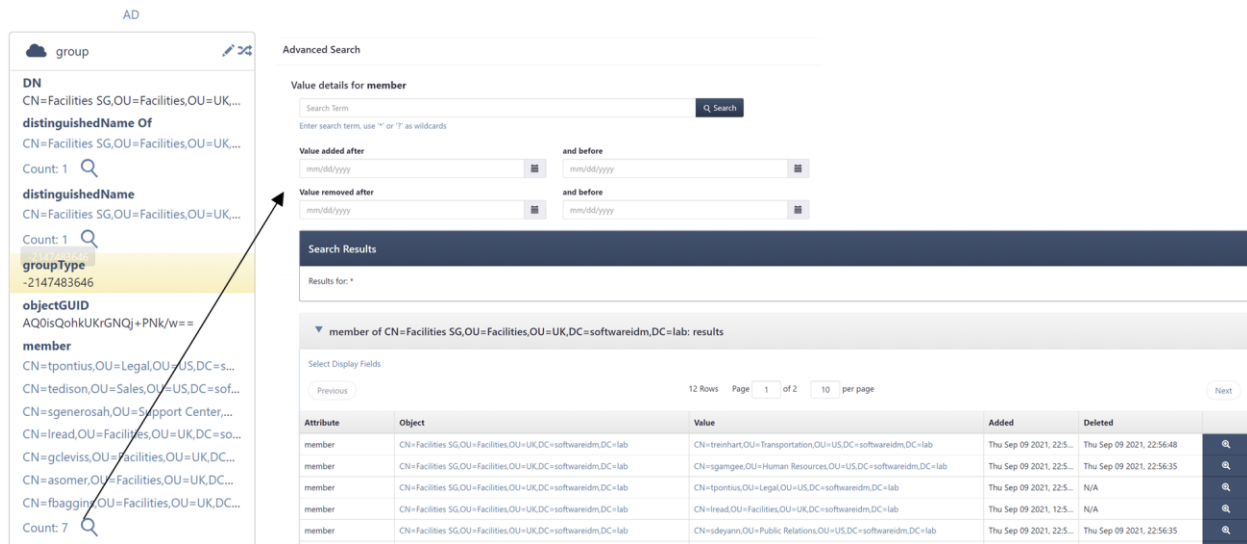 AD
group
DN
CN=Facilities SG,OU=Facilities,OU=UK,...
distinguishedName Of
CN=Facilities SG,OU=Facilities,OU=UK,...
Count: 1
distinguishedName
CN=Facilities SG,OU=Facilities,OU=UK,...
Count: 1
-2147483646
groupType
-2147483646
objectGUID
AQ0isQohkUKrGNQj+PNk/w==
member
CN=tpontius,OU=Legal,OU=US,DC=s...
CN=tedison,OU=Sales,OU=US,DC=sof...
CN=sgenerosah,OU=Support Center,...
CN=lread,OU=Facilities,OU=UK,DC=so...
CN=gcleviss,OU=Facilities,OU=UK,DC...
CN=asomer,OU=Facilities,OU=UK,DC...
CN=fbaggins,OU=Facilities,OU=UK,DC...
Count: 7
Advanced Search
Value details for member
Search Term
Search
Enter search term, use '*' or '?' as wildcards
Value added after and before
mm/dd/yyyy mm/dd/yyyy
Value removed after and before
mm/dd/yyyy mm/dd/yyyy
Search Results
Results for: *
member of CN=Facilities SG,OU=Facilities,OU=UK,DC=softwareidm,DC=lab: results
Select Display Fields
Previous 12 Rows Page 1 of 2 10 per page Next
Attribute Object Value Added Deleted
member CN=Facilities SG,OU=Facilities,OU=UK,DC=softwareidm,DC=lab CN=treinhart,OU=Transportation,OU=US,DC=softwareidm,DC=lab Thu Sep 09 2021, 22:5... Thu Sep 09 2021, 22:56:48
member CN=Facilities SG,OU=Facilities,OU=UK,DC=softwareidm,DC=lab CN=sgamgee,OU=Human Resources,OU=US,DC=softwareidm,DC=lab Thu Sep 09 2021, 22:5... Thu Sep 09 2021, 22:56:35
member CN=Facilities SG,OU=Facilities,OU=UK,DC=softwareidm,DC=lab CN=tpontius,OU=Legal,OU=US,DC=softwareidm,DC=lab Thu Sep 09 2021, 22:5... N/A
member CN=Facilities SG,OU=Facilities,OU=UK,DC=softwareidm,DC=lab CN=lread,OU=Facilities,OU=UK,DC=softwareidm,DC=lab Thu Sep 09 2021, 12:5... N/A
member CN=Facilities SG,OU=Facilities,OU=UK,DC=softwareidm,DC=lab CN=sdeyann,OU=Public Relations,OU=US,DC=softwareidm,DC=lab Thu Sep 09 2021, 22:5... Thu Sep 09 2021, 22:56:35